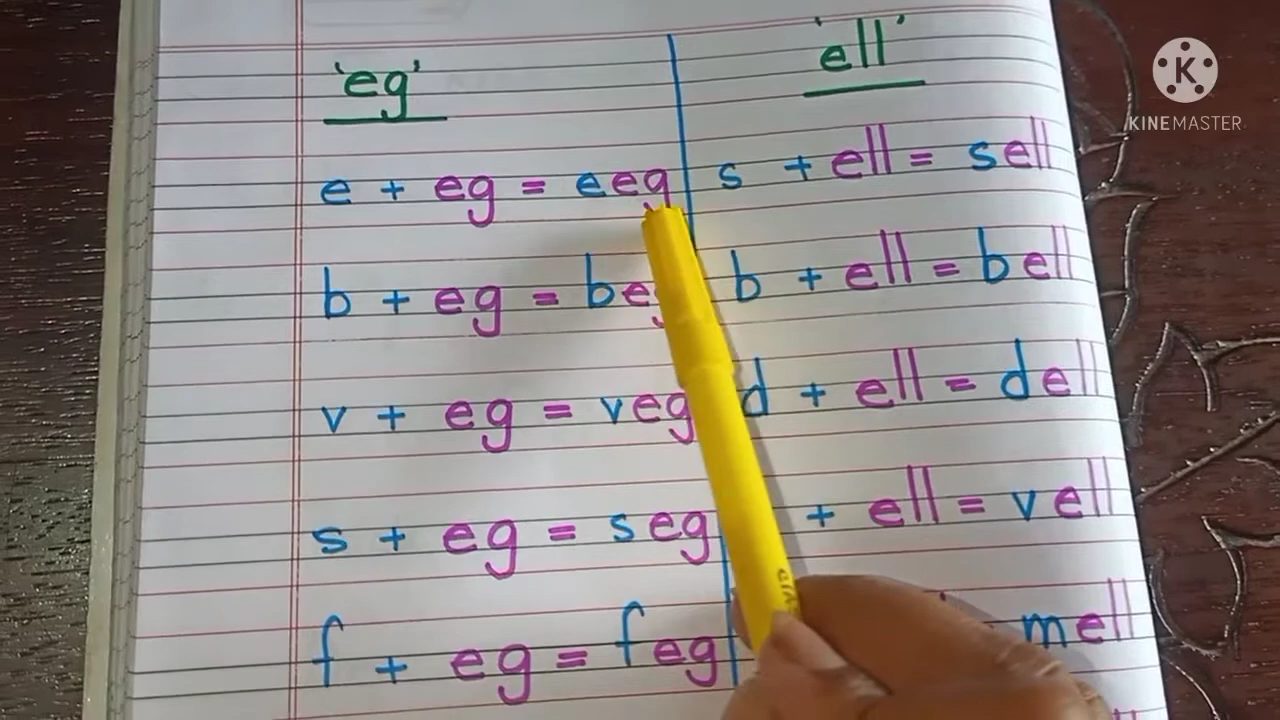 'eg'
e + eg = eeg
b + eg = beg
v + eg = veg
s + eg = seg
f + eg = feg
'ell'
s + ell = sell
b + ell = bell
d + ell = dell
+ ell = vell
mell
KINEMASTER